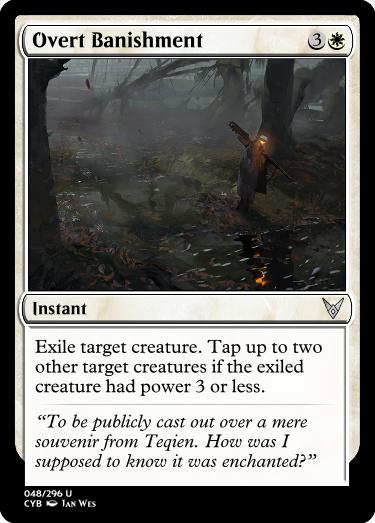 Overt Banishment 3
Instant
Exile target creature. Tap up to two
other target creatures if the exiled
creature had power 3 or less.
“To be publicly cast out over a mere
souvenir from Teqien. How was I
supposed to know it was enchanted?”
048/296 U
CYB Jan Wes